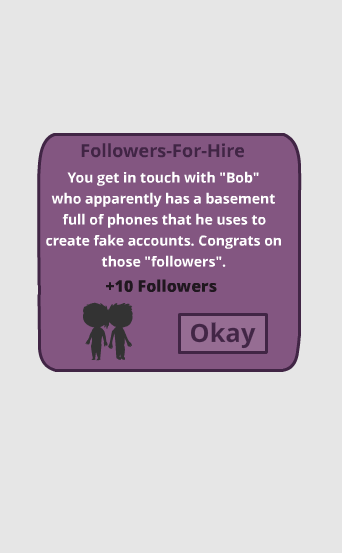 Followers-For-Hire
You get in touch with "Bob"
who apparently has a basement
full of phones that he uses to
create fake accounts. Congrats on
those "followers".
+10 Followers
Okay